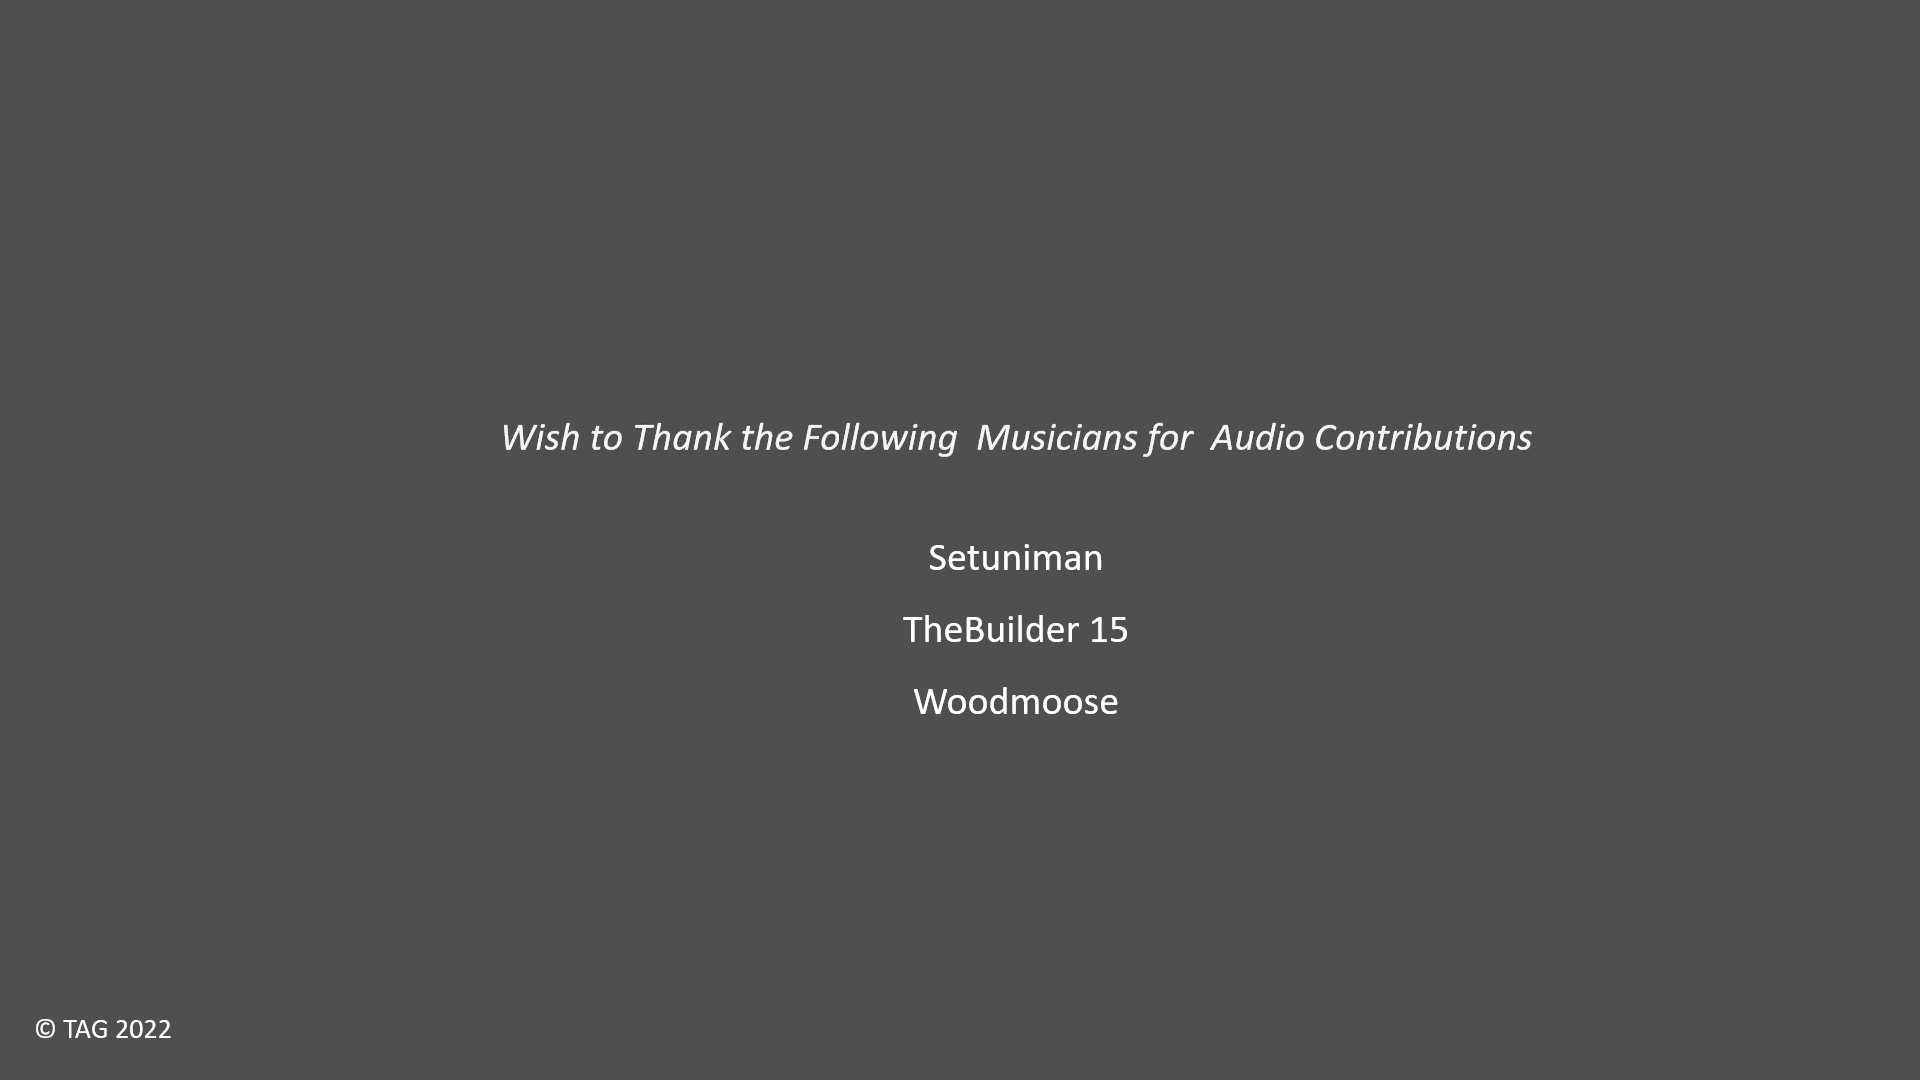 Wish to Thank the Following  Musicians for  Audio Contributions
Setuniman
TheBuilder 15
Woodmoose
© TAG 2022